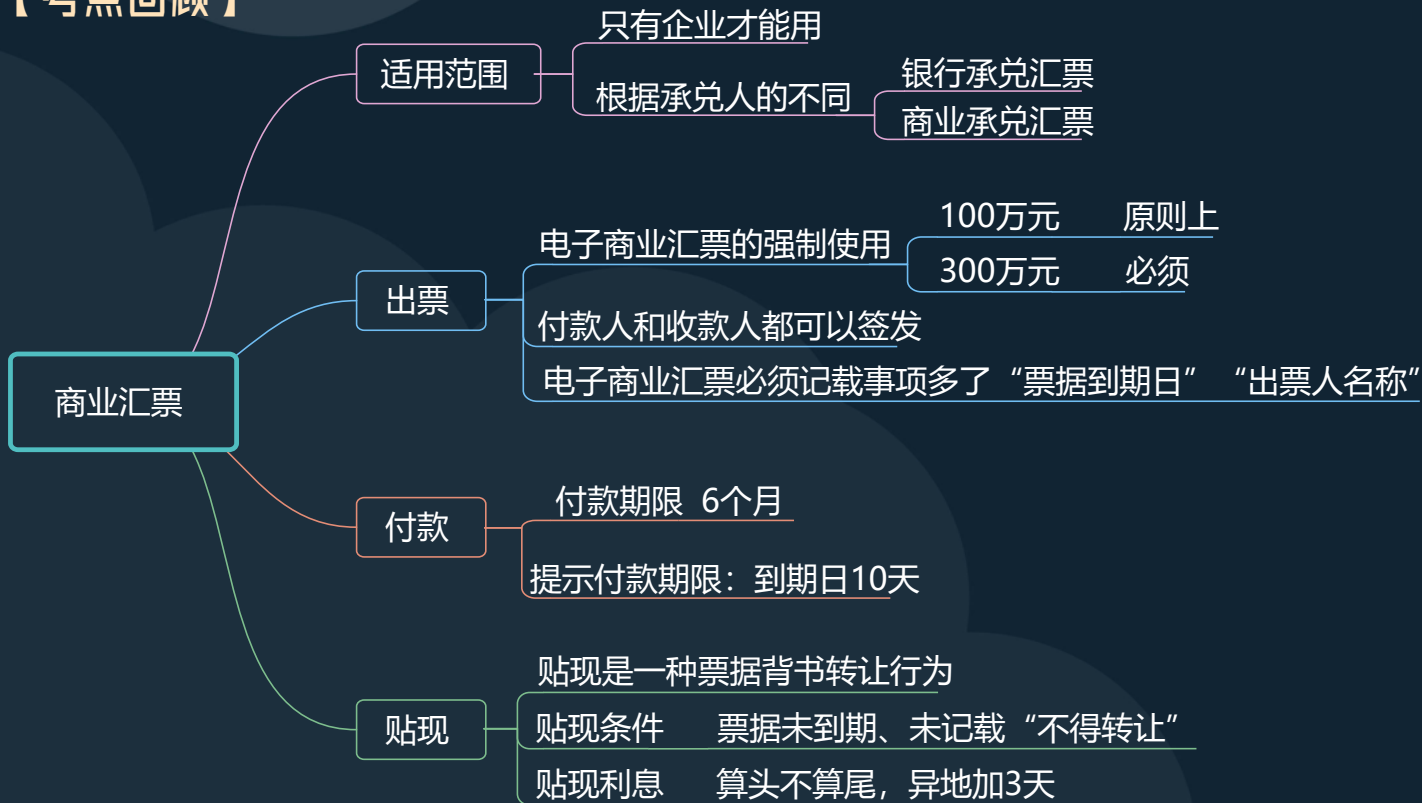 【考点回顾】
只有企业才能用
适用范围
根据承兑人的不同
银行承兑汇票
商业承兑汇票
100万元 原则上
电子商业汇票的强制使用
300万元 必须
出票
付款人和收款人都可以签发
电子商业汇票必须记载事项多了“票据到期日”“出票人名称”
商业汇票
付款期限 6个月
付款
提示付款期限：到期日10天
贴现是一种票据背书转让行为
贴现
贴现条件 票据未到期、未记载“不得转让”
贴现利息 算头不算尾，异地加3天